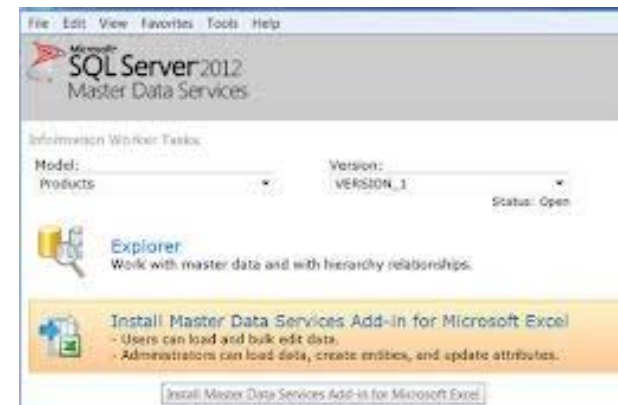 File Edit View Favorites Tools Help
Microsoft
SQL Server 2012
Master Data Services
Information Worker Tasks
Model:
Version:
Products
VERSION_1
Status: Open
Explorer
Work with master data and with hierarchy relationships.
Install Master Data Services Add-in for Microsoft Excel
- Users can load and bulk edit data.
- Administrators can load data, create entities, and update attributes.
Install Master Data Services Add-in for Microsoft Excel